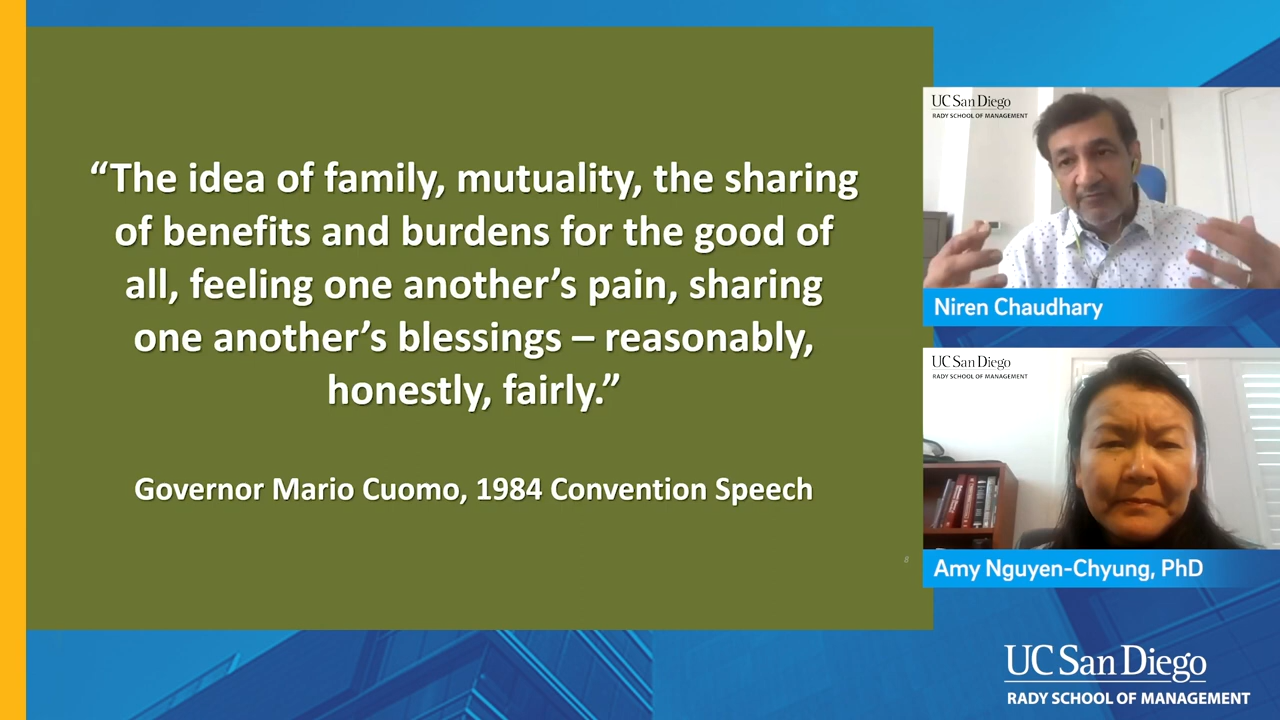 “The idea of family, mutuality, the sharing
of benefits and burdens for the good of
all, feeling one another’s pain, sharing
one another’s blessings – reasonably,
honestly, fairly.”
Governor Mario Cuomo, 1984 Convention Speech
8
UC San Diego
RADY SCHOOL OF MANAGEMENT
Niren Chaudhary
UC San Diego
RADY SCHOOL OF MANAGEMENT
Amy Nguyen-Chyung, PhD
UC San Diego
RADY SCHOOL OF MANAGEMENT